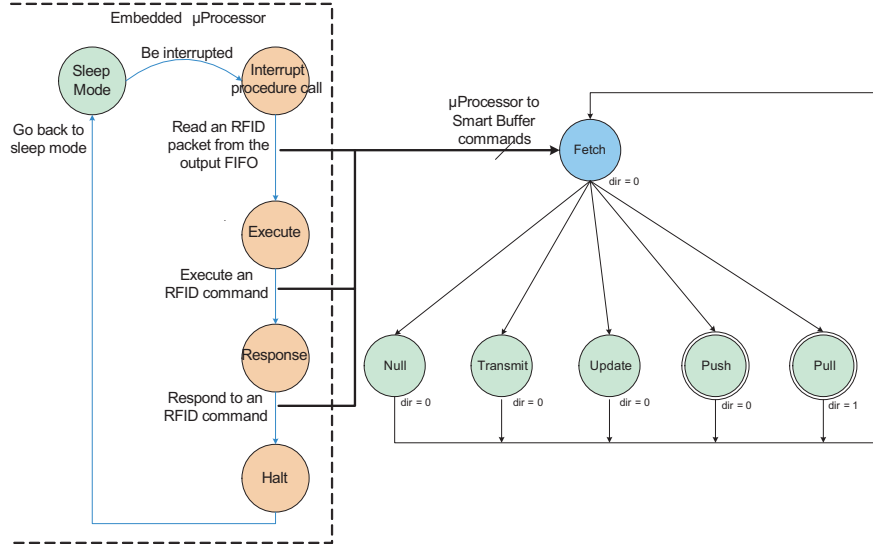 Embedded µProcessor
Be interrupted
Sleep
Mode
Interrupt
procedure call
Go back to
sleep mode
Read an RFID
packet from the
output FIFO
µProcessor to
Smart Buffer
commands
Fetch
dir = 0
Execute
Execute an
RFID command
Response
Respond to an
RFID command
Halt
Null
Transmit
Update
Push
Pull
dir = 0
dir = 0
dir = 0
dir = 0
dir = 1